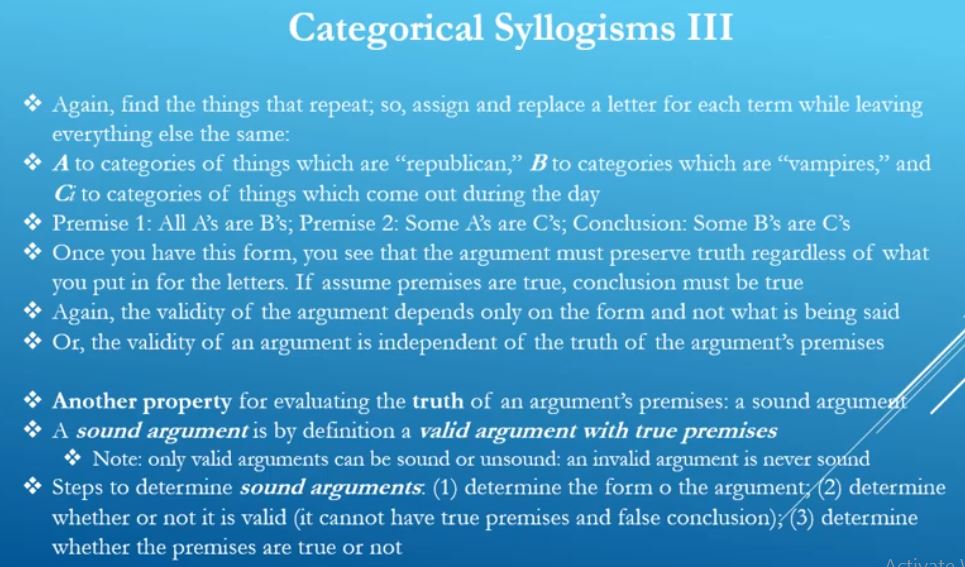 Categorical Syllogisms III
❖ Again, find the things that repeat; so, assign and replace a letter for each term while leaving
everything else the same:
❖ A to categories of things which are “republican,” B to categories which are “vampires,” and
Ci to categories of things which come out during the day
❖ Premise 1: All A’s are B’s; Premise 2: Some A’s are C’s; Conclusion: Some B’s are C’s
❖ Once you have this form, you see that the argument must preserve truth regardless of what
you put in for the letters. If assume premises are true, conclusion must be true
❖ Again, the validity of the argument depends only on the form and not what is being said
❖ Or, the validity of an argument is independent of the truth of the argument’s premises
❖ Another property for evaluating the truth of an argument’s premises: a sound argument
❖ A sound argument is by definition a valid argument with true premises
❖ Note: only valid arguments can be sound or unsound: an invalid argument is never sound
❖ Steps to determine sound arguments: (1) determine the form o the argument; (2) determine
whether or not it is valid (it cannot have true premises and false conclusion); (3) determine
whether the premises are true or not
Activate